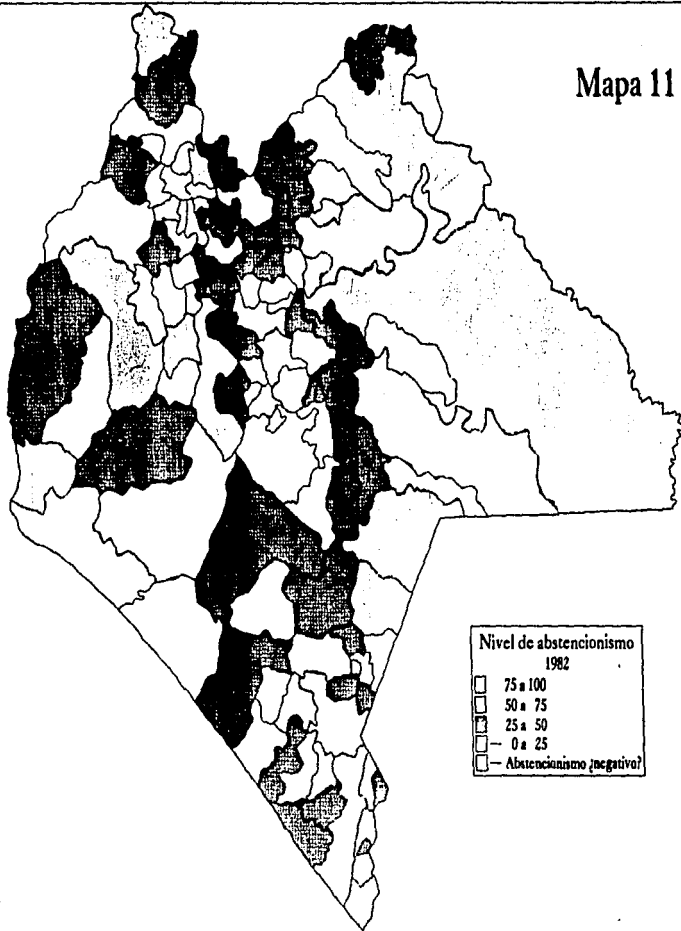 Mapa 11
Nivel de abstencionismo
1982
75 a 100
50 a 75
25 a 50
— 0 a 25
— Abstencionismo ¿negativo?